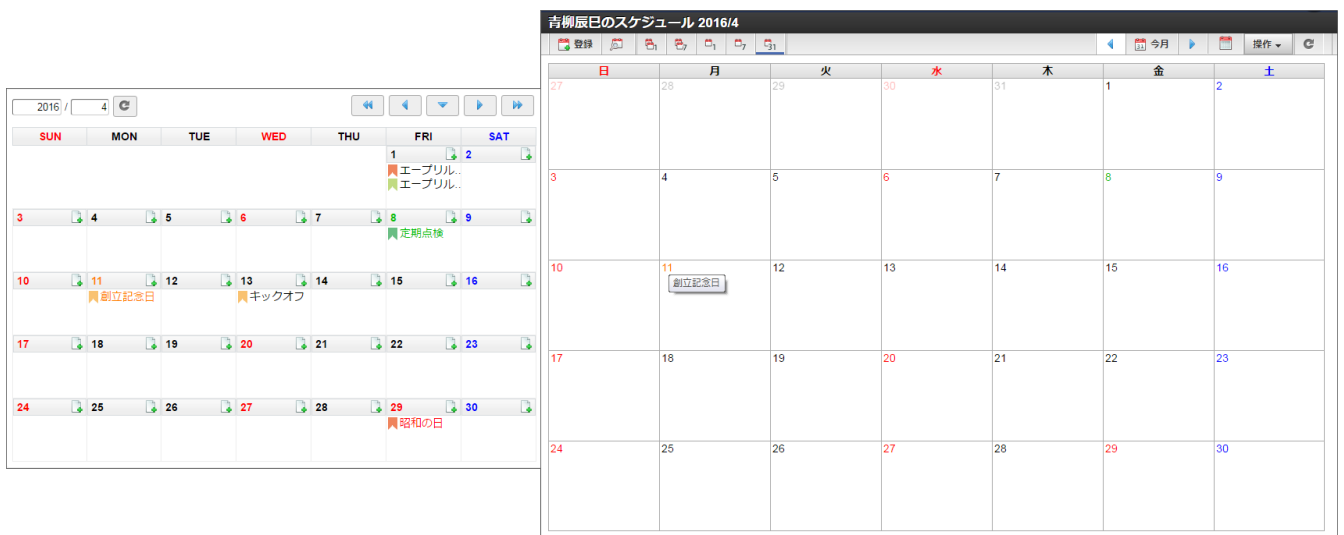 2016 / 4
SUN MON TUE WED THU FRI SAT
1 2
エープリル..
エープリル..
3 4 5 6 7 8 9
定期点検
10 11 12 13 14 15 16
創立記念日 キックオフ
17 18 19 20 21 22 23
24 25 26 27 28 29 30
昭和の日
青柳辰巳のスケジュール 2016/4
登録 1 7 1 7 31 31 今月 操作
日 月 火 水 木 金 土
27 28 29 30 31 1 2
3 4 5 6 7 8 9
10 11 12 13 14 15 16
創立記念日
17 18 19 20 21 22 23
24 25 26 27 28 29 30